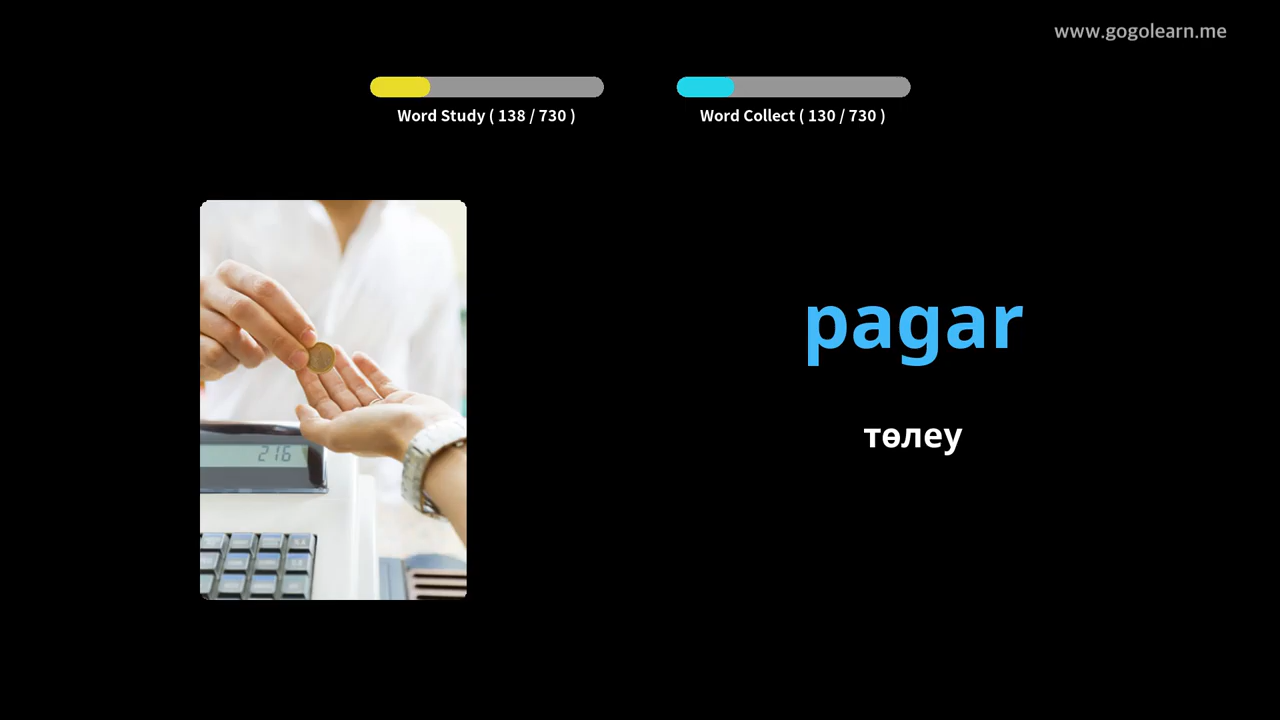 www.gogolearn.me
Word Study ( 138 / 730 )
Word Collect ( 130 / 730 )
pagar
төлеу
216